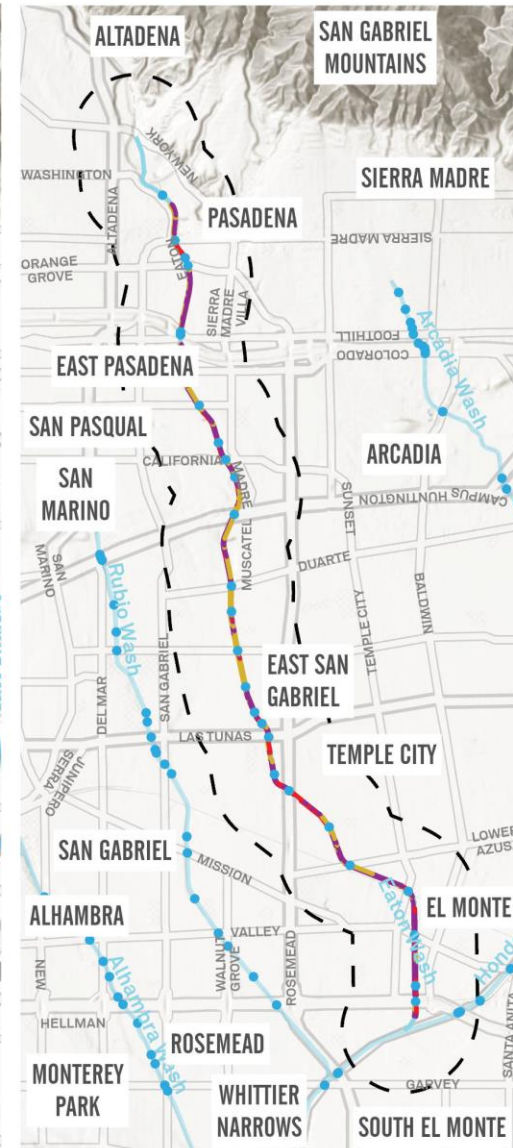 ALTADENA
SAN GABRIEL
MOUNTAINS
NEW YORK
WASHINGTON
SIERRA MADRE
ALTADENA
PASADENA
SIERRA MADRE
EATON
ORANGE
GROVE
SIERRA
MADRE
VILLA
FOOTHILL
COLORADO
Arcadia Wash
EAST PASADENA
SAN PASQUAL
CALIFORNIA
MADRE
ARCADIA
SAN
MARINO
SUNSET
CAMPUS HUNTINGTON
MUSCATEL
DUARTE
SAN
MARINO
Rubio Wash
BALDWIN
TEMPLE CITY
SAN GABRIEL
EAST SAN
GABRIEL
DEL MAR
LAS TUNAS
TEMPLE CITY
JUNIPERO
SERRA
LOWER
AZUS
SAN GABRIEL
MISSION
Eaton Wash
EL MONTE
ALHAMBRA
VALLEY
WALNUT
GROVE
ROSEMEAD
Hond
NEW
Alhambra Wash
HELLMAN
ROSEMEAD
SANTA ANITA
MONTEREY
PARK
WHITTIER
NARROWS
GARVEY
SOUTH EL MONTE